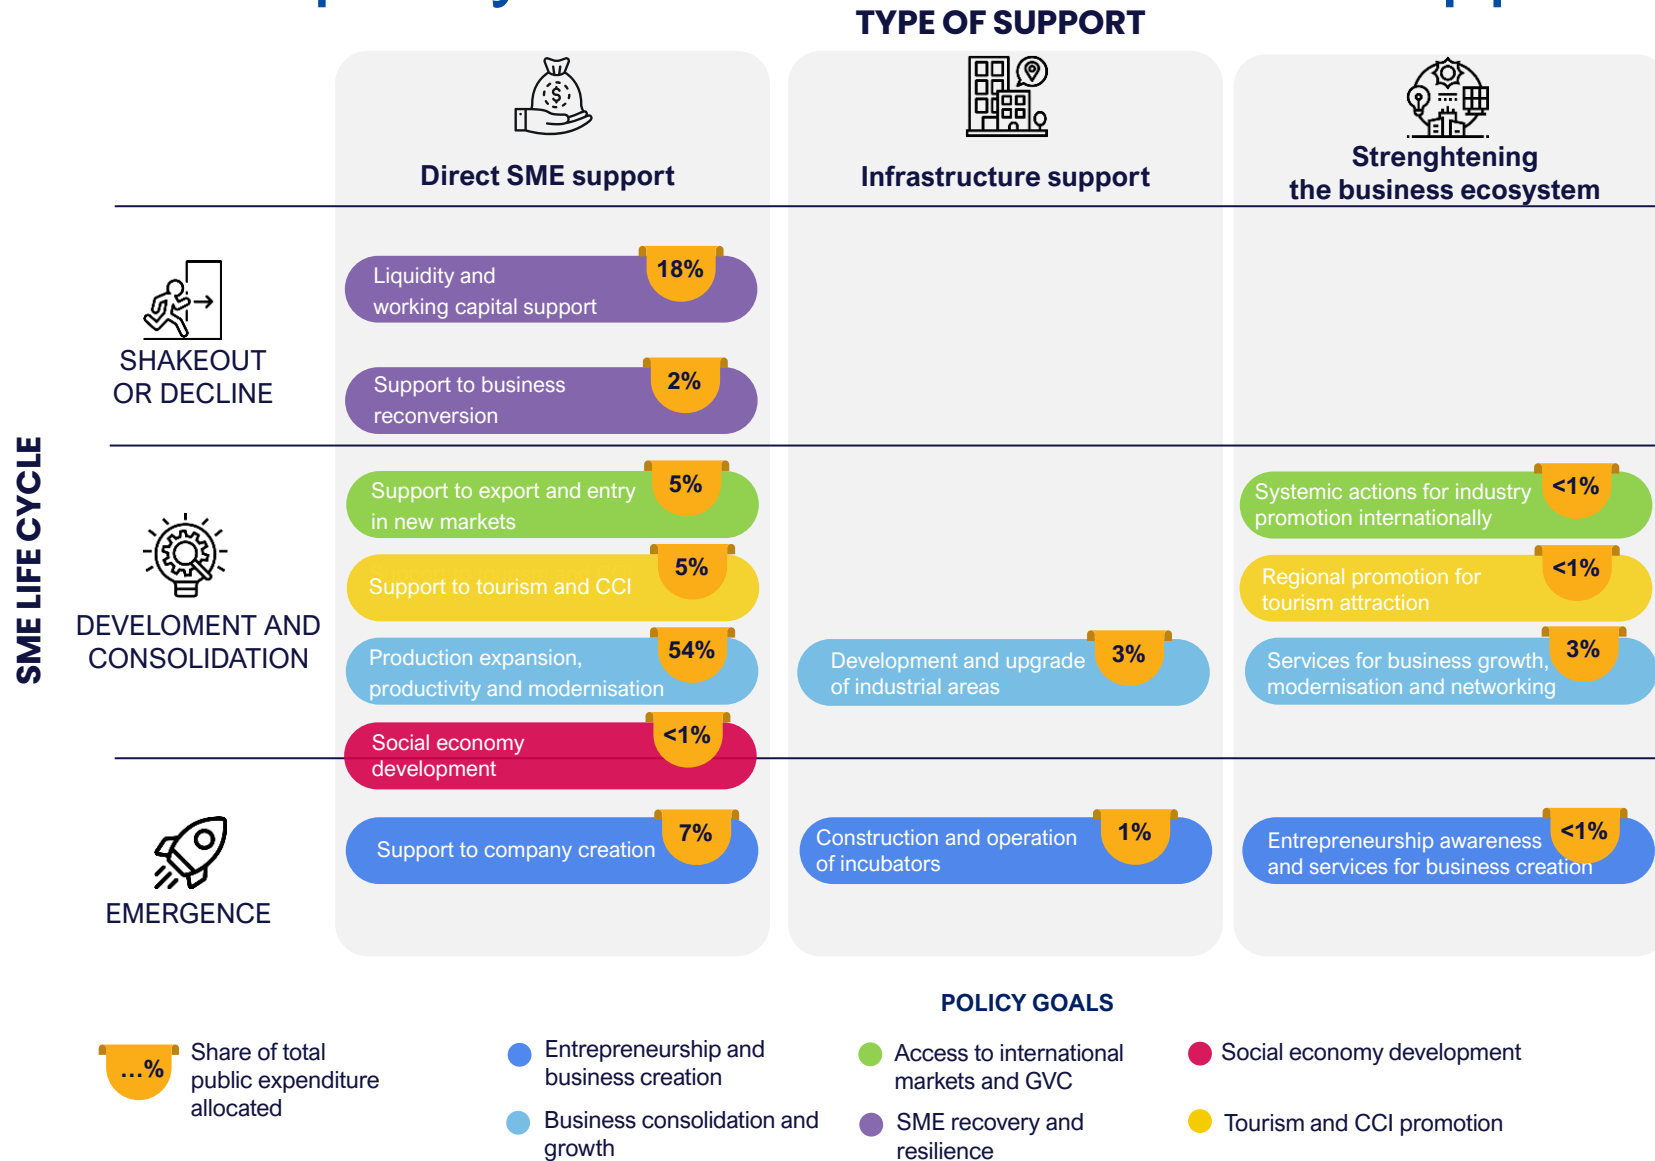 TYPE OF SUPPORT
Direct SME support
Infrastructure support
Strenghtening
the business ecosystem
SME LIFE CYCLE
SHAKEOUT
OR DECLINE
Liquidity and
working capital support
18%
Support to business
reconversion
2%
DEVELOMENT AND
CONSOLIDATION
Support to export and entry
in new markets
5%
Systemic actions for industry
promotion internationally
<1%
Support to tourism and CCI
5%
Regional promotion for
tourism attraction
<1%
Production expansion,
productivity and modernisation
54%
Development and upgrade
of industrial areas
3%
Services for business growth,
modernisation and networking
3%
Social economy
development
<1%
EMERGENCE
Support to company creation
7%
Construction and operation
of incubators
1%
Entrepreneurship awareness
and services for business creation
<1%
POLICY GOALS
...%
Share of total
public expenditure
allocated
Entrepreneurship and
business creation
Access to international
markets and GVC
Social economy development
Business consolidation and
growth
SME recovery and
resilience
Tourism and CCI promotion